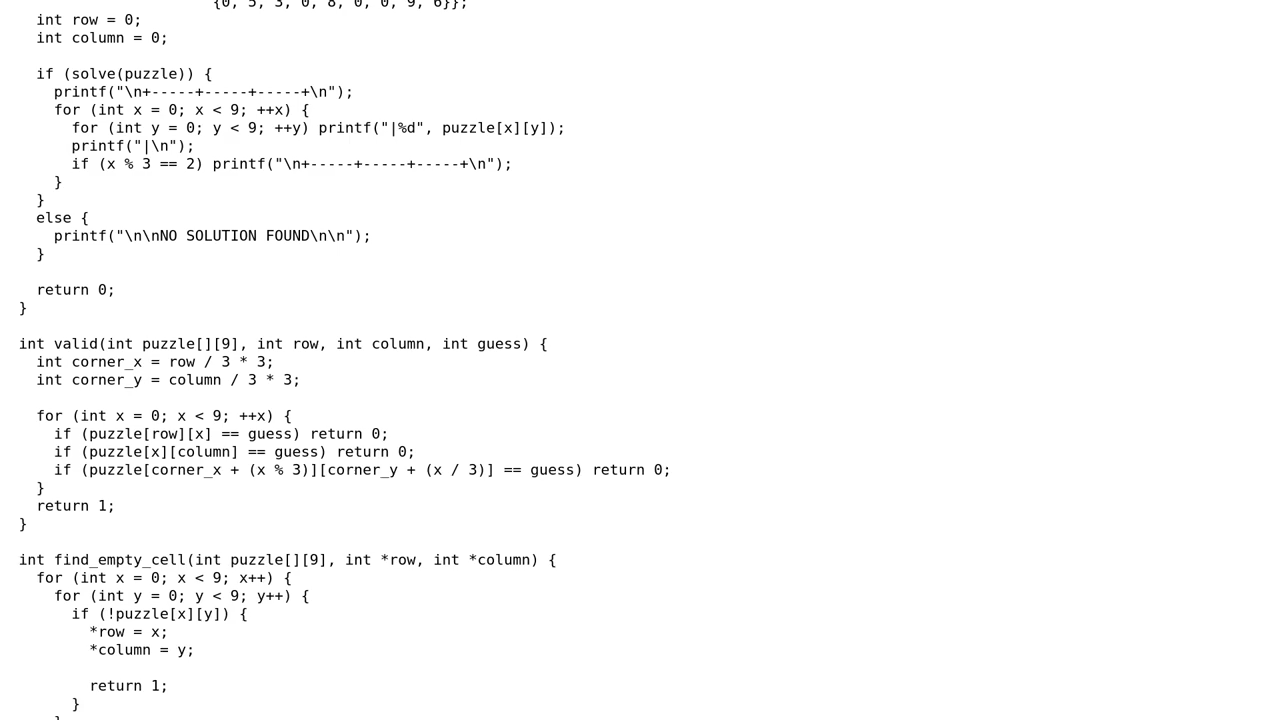 {0, 5, 3, 0, 8, 0, 0, 9, 6}};
  int row = 0;
  int column = 0;

  if (solve(puzzle)) {
    printf("\n+-----+-----+-----+\n");
    for (int x = 0; x < 9; ++x) {
      for (int y = 0; y < 9; ++y) printf("|%d", puzzle[x][y]);
      printf("|\n");
      if (x % 3 == 2) printf("\n+-----+-----+-----+\n");
    }
  }
  else {
    printf("\n\nNO SOLUTION FOUND\n\n");
  }

  return 0;
}

int valid(int puzzle[][9], int row, int column, int guess) {
  int corner_x = row / 3 * 3;
  int corner_y = column / 3 * 3;

  for (int x = 0; x < 9; ++x) {
    if (puzzle[row][x] == guess) return 0;
    if (puzzle[x][column] == guess) return 0;
    if (puzzle[corner_x + (x % 3)][corner_y + (x / 3)] == guess) return 0;
  }
  return 1;
}

int find_empty_cell(int puzzle[][9], int *row, int *column) {
  for (int x = 0; x < 9; x++) {
    for (int y = 0; y < 9; y++) {
      if (!puzzle[x][y]) {
        *row = x;
        *column = y;

        return 1;
      }
    }